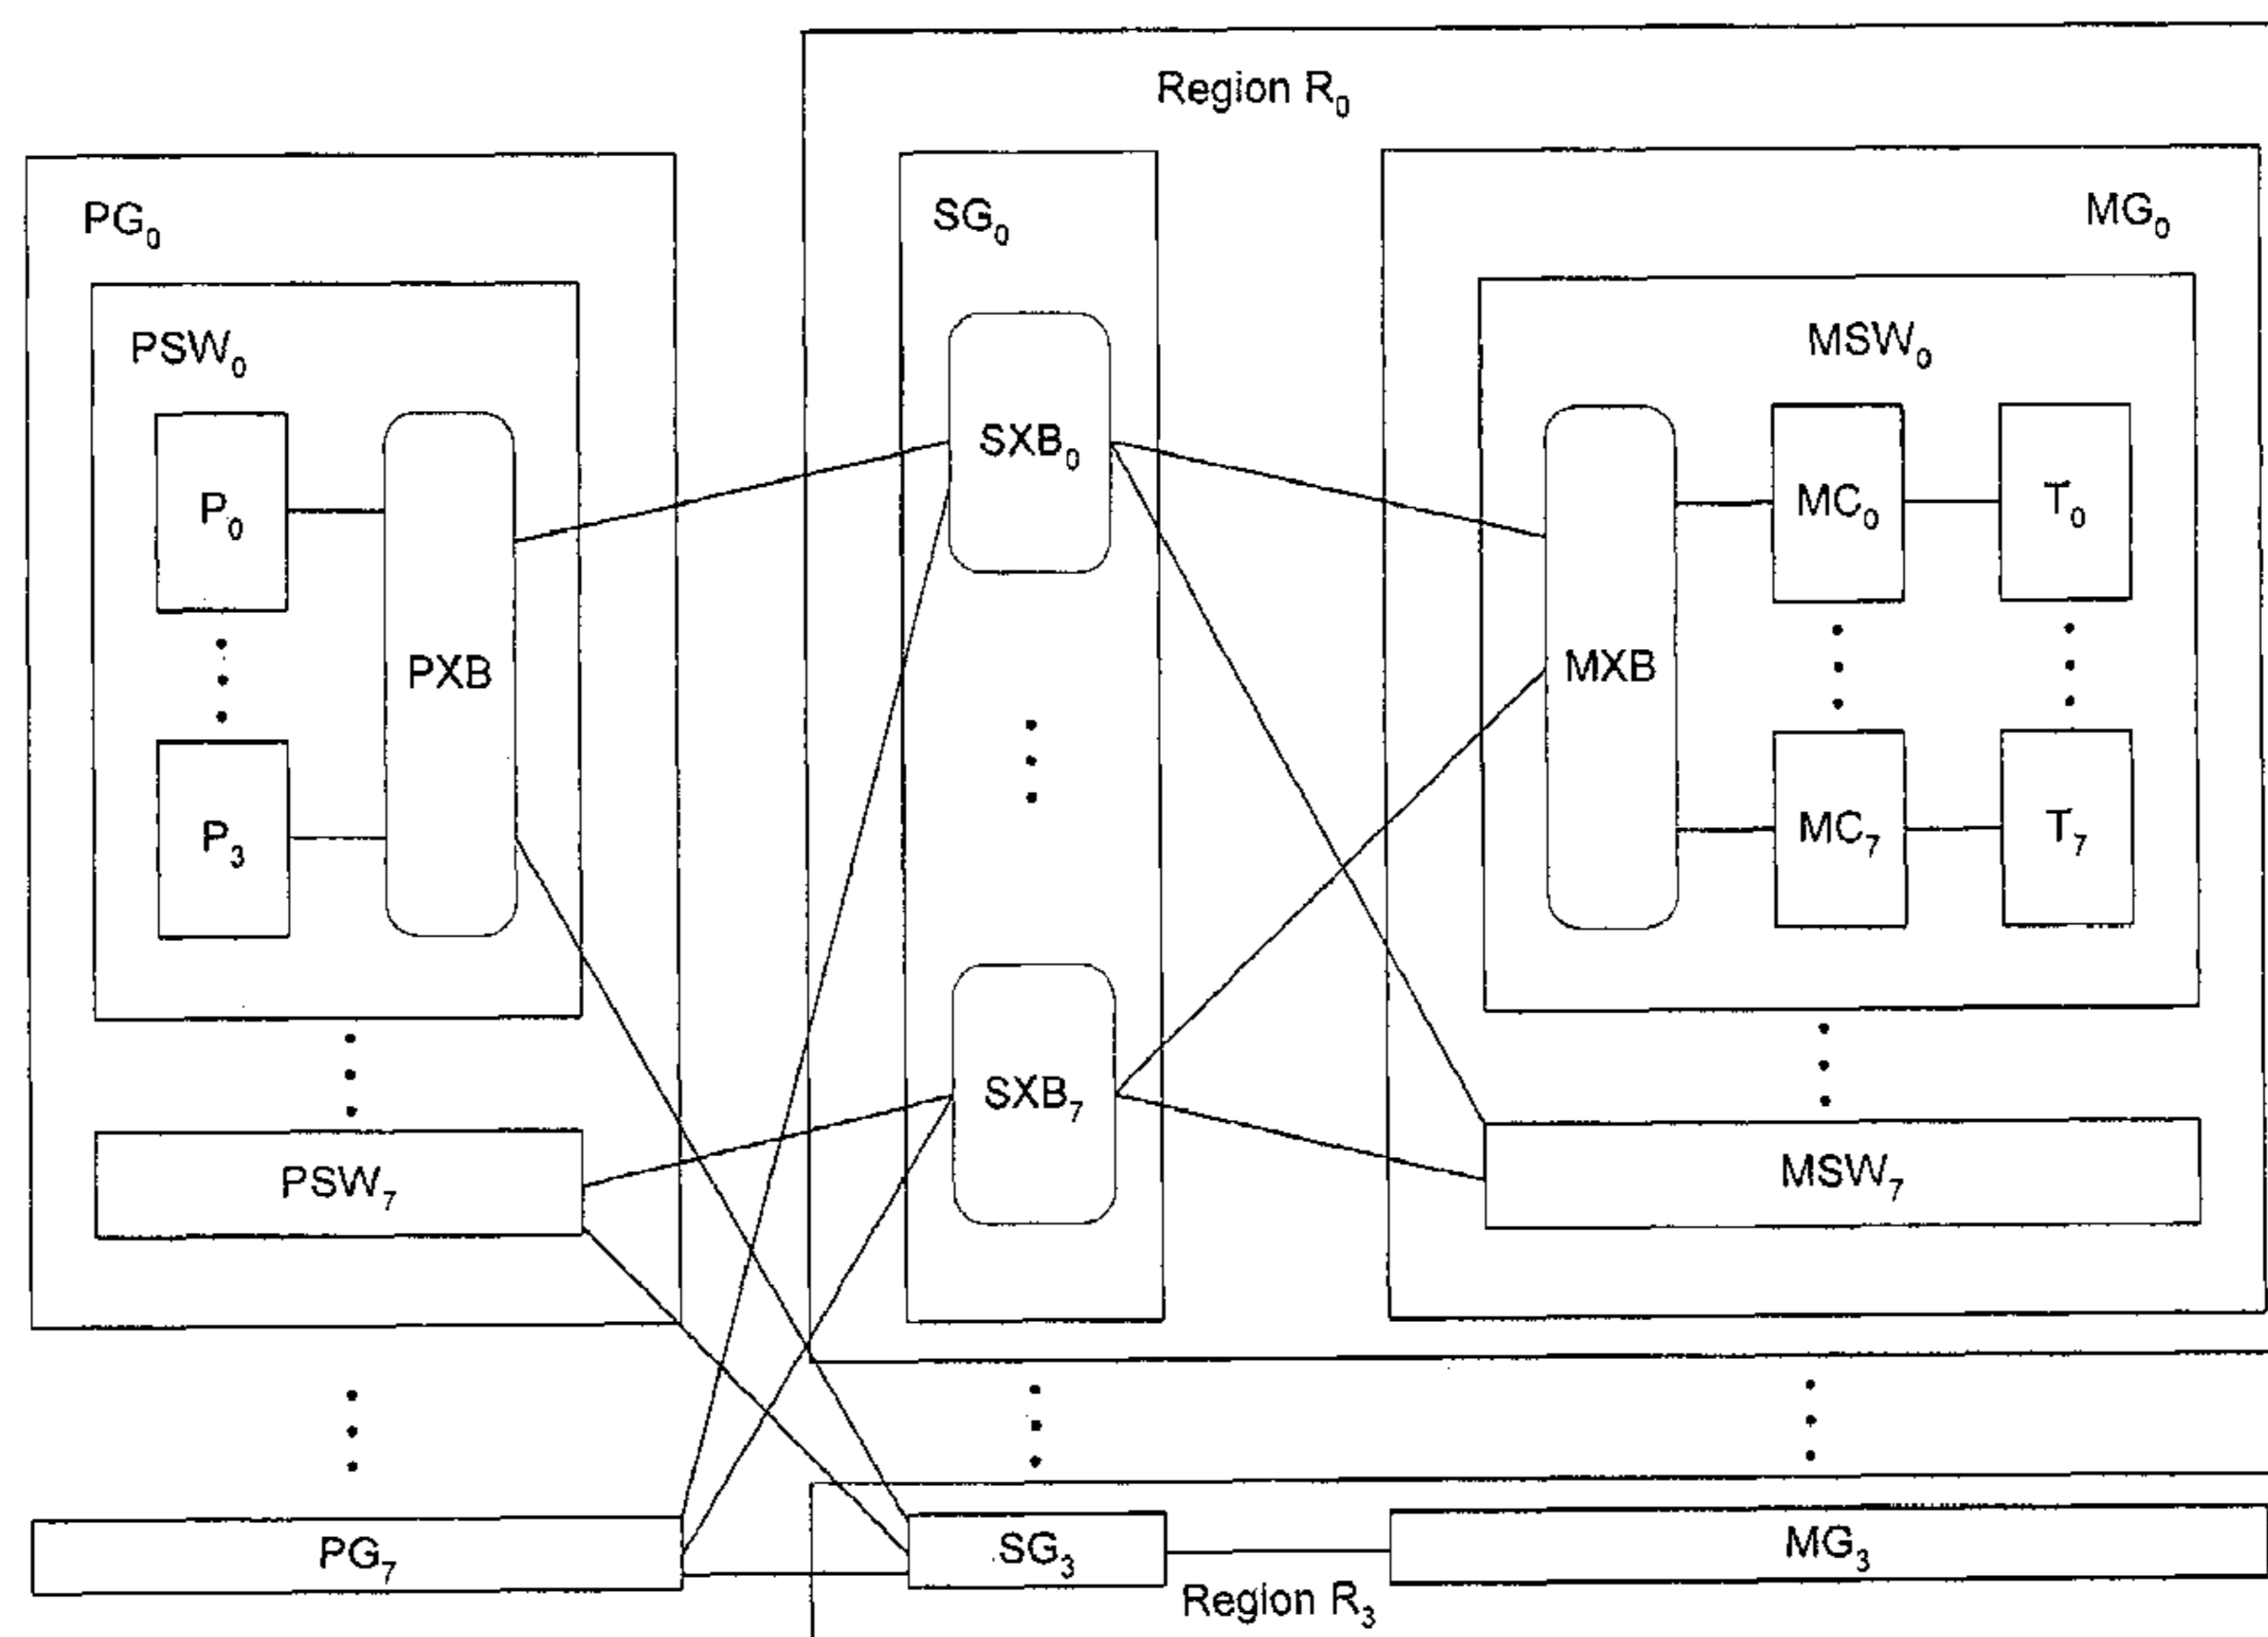 Region R₀
PG₀
SG₀
MG₀
PSW₀
MSW₀
P₀
PXB
SXB₀
MXB
MC₀
T₀
P₃
MC₇
T₇
SXB₇
PSW₇
MSW₇
PG₇
SG₃
MG₃
Region R₃